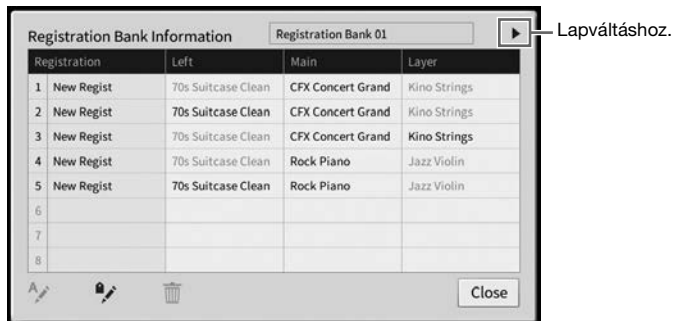 Registration Bank Information Registration Bank 01 Lapváltáshoz.
Registration Left Main Layer
1 New Regist 70s Suitcase Clean CFX Concert Grand Kino Strings
2 New Regist 70s Suitcase Clean CFX Concert Grand Kino Strings
3 New Regist 70s Suitcase Clean CFX Concert Grand Kino Strings
4 New Regist 70s Suitcase Clean Rock Piano Jazz Violin
5 New Regist 70s Suitcase Clean Rock Piano Jazz Violin
6
7
8
A Close